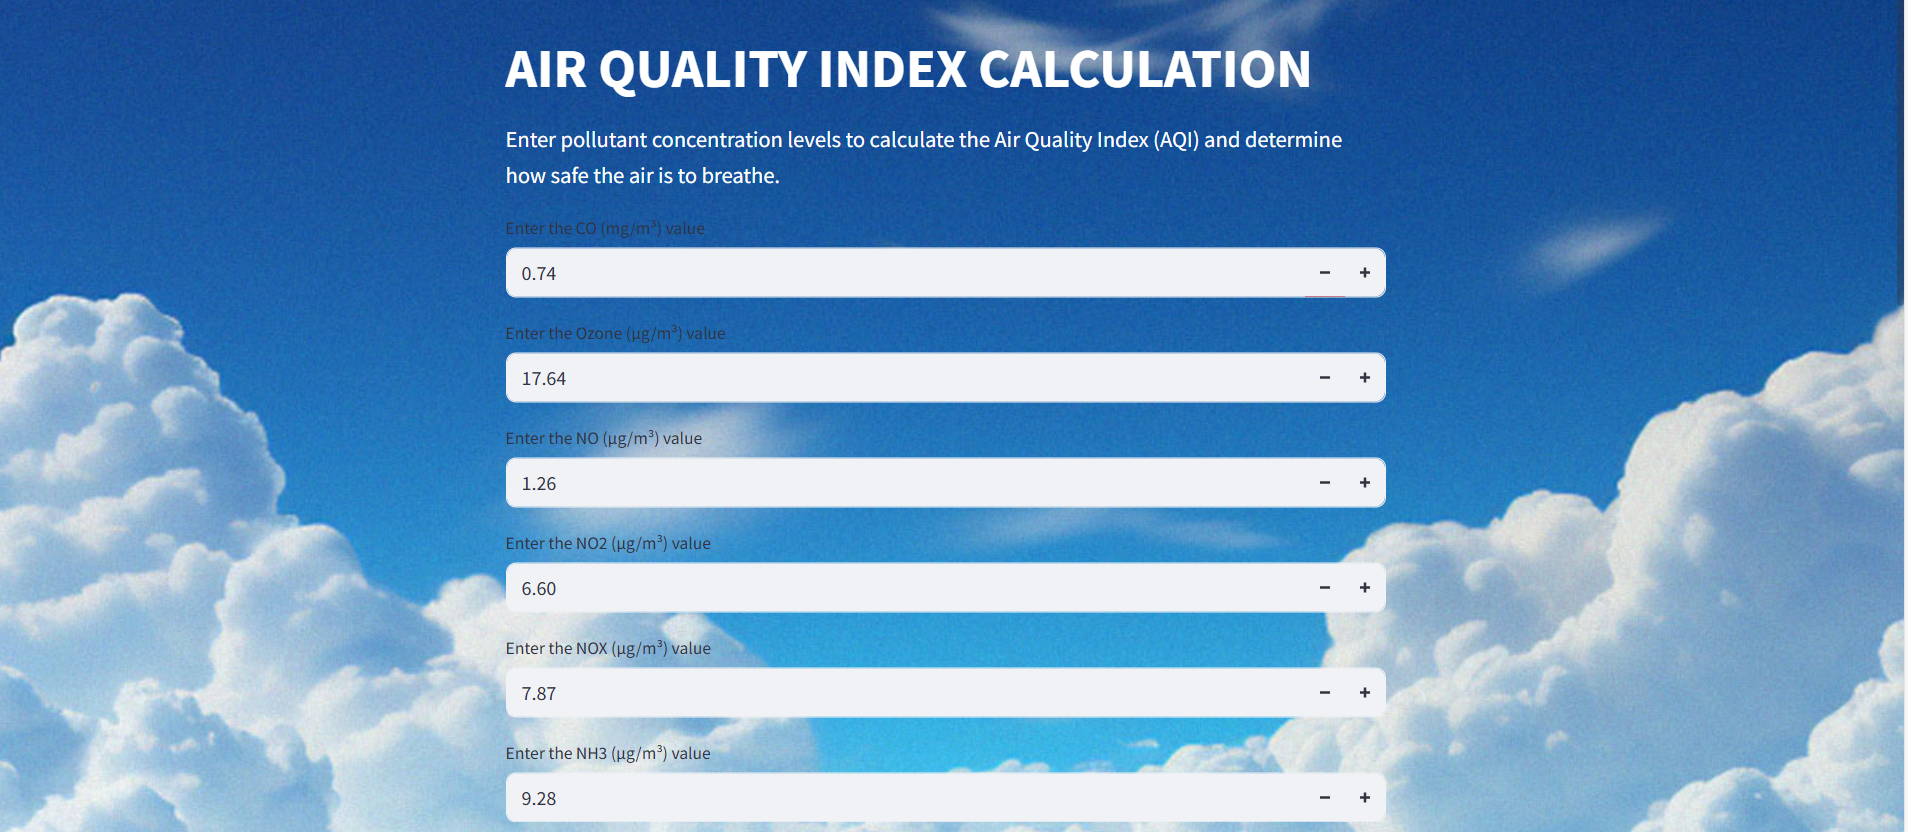 AIR QUALITY INDEX CALCULATION
Enter pollutant concentration levels to calculate the Air Quality Index (AQI) and determine
how safe the air is to breathe.
Enter the CO (mg/m³) value
0.74
Enter the Ozone (µg/m³) value
17.64
Enter the NO (µg/m³) value
1.26
Enter the NO2 (µg/m³) value
6.60
Enter the NOX (µg/m³) value
7.87
Enter the NH3 (µg/m³) value
9.28